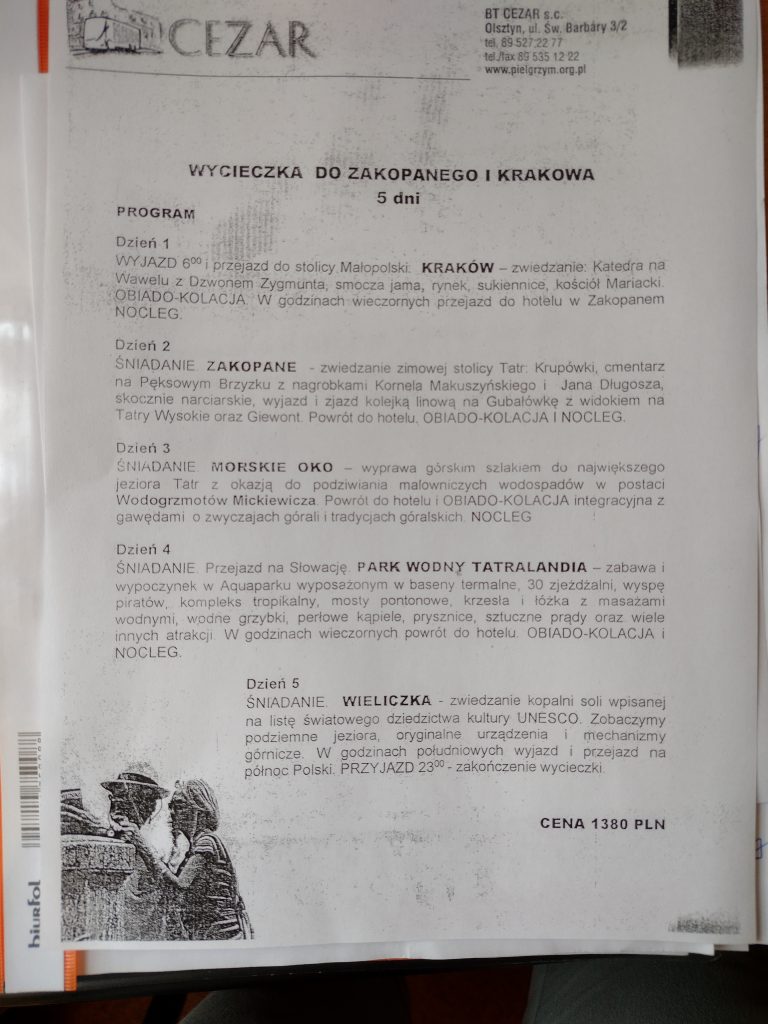 CEZAR
BT CEZAR s.c.
Olsztyn, ul. Św. Barbáry 3/2
tel. 89 527 22 77
tel./fax 89 535 12 22
www.pielgrzym.org.pl
WYCIECZKA DO ZAKOPANEGO I KRAKOWA
5 dni
PROGRAM
Dzień 1
WYJAZD 6⁰⁰ i przejazd do stolicy Małopolski: KRAKÓW – zwiedzanie: Katedra na
Wawelu z Dzwonem Zygmunta, smocza jama, rynek, sukiennice, kościół Mariacki.
OBIADO-KOLACJA. W godzinach wieczornych przejazd do hotelu w Zakopanem
NOCLEG.
Dzień 2
ŚNIADANIE. ZAKOPANE - zwiedzanie zimowej stolicy Tatr: Krupówki, cmentarz
na Pęksowym Brzyzku z nagrobkami Kornela Makuszyńskiego i Jana Długosza,
skocznie narciarskie, wyjazd i zjazd kolejką linową na Gubałówkę z widokiem na
Tatry Wysokie oraz Giewont. Powrót do hotelu, OBIADO-KOLACJA I NOCLEG.
Dzień 3
ŚNIADANIE. MORSKIE OKO – wyprawa górskim szlakiem do największego
jeziora Tatr z okazją do podziwiania malowniczych wodospadów w postaci
Wodogrzmotów Mickiewicza. Powrót do hotelu i OBIADO-KOLACJA integracyjna z
gawędami o zwyczajach górali i tradycjach góralskich. NOCLEG
Dzień 4
ŚNIADANIE. Przejazd na Słowację. PARK WODNY TATRALANDIA – zabawa i
wypoczynek w Aquaparku wyposażonym w baseny termalne, 30 zjeżdżalni, wyspę
piratów, kompleks tropikalny, mosty pontonowe, krzesła i łóżka z masażami
wodnymi, wodne grzybki, perłowe kąpiele, prysznice, sztuczne prądy oraz wiele
innych atrakcji. W godzinach wieczornych powrót do hotelu. OBIADO-KOLACJA i
NOCLEG.
Dzień 5
ŚNIADANIE. WIELICZKA - zwiedzanie kopalni soli wpisanej
na listę światowego dziedzictwa kultury UNESCO. Zobaczymy
podziemne jeziora, oryginalne urządzenia i mechanizmy
górnicze. W godzinach południowych wyjazd i przejazd na
północ Polski. PRZYJAZD 23⁰⁰ - zakończenie wycieczki.
CENA 1380 PLN
biurfol